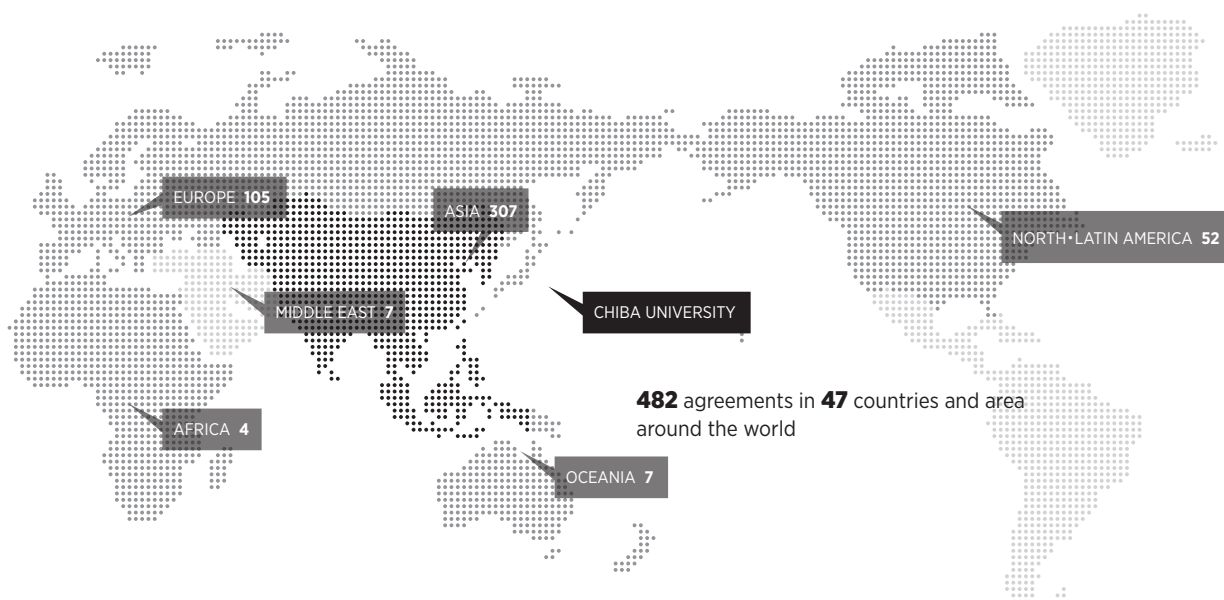 EUROPE 105
ASIA 307
NORTH・LATIN AMERICA 52
MIDDLE EAST 7
CHIBA UNIVERSITY
482 agreements in 47 countries and area
around the world
AFRICA 4
OCEANIA 7